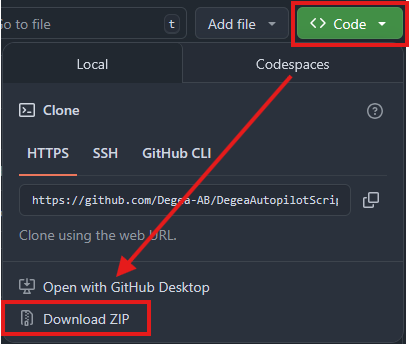 Go to file t Add file <> Code
Local Codespaces
Clone
HTTPS SSH GitHub CLI
https://github.com/Degea-AB/DegeaAutopilotScrip
Clone using the web URL.
Open with GitHub Desktop
Download ZIP